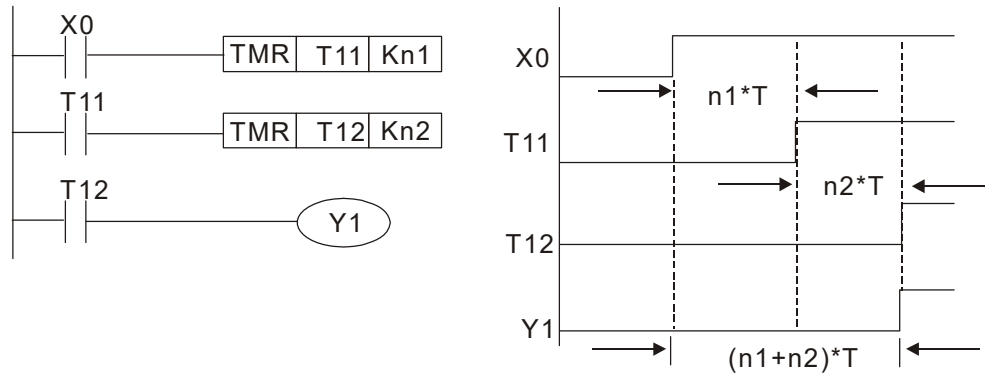 X0
TMR T11 Kn1
T11
TMR T12 Kn2
T12
Y1
X0
n1*T
T11
n2*T
T12
Y1
(n1+n2)*T